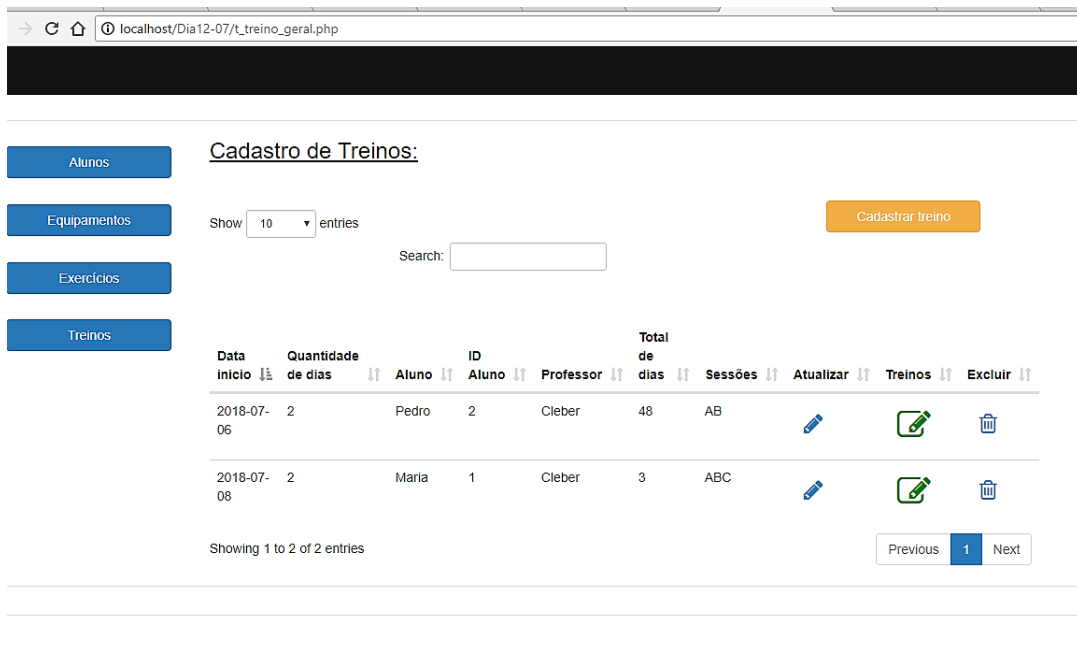 localhost/Dia12-07/t_treino_geral.php
Alunos
Equipamentos
Exercícios
Treinos
Cadastro de Treinos:
Show 10 entries
Cadastrar treino
Search:
Data inicio Quantidade de dias Aluno ID Aluno Professor Total de dias Sessões Atualizar Treinos Excluir
2018-07-06 2 Pedro 2 Cleber 48 AB
2018-07-08 2 Maria 1 Cleber 3 ABC
Showing 1 to 2 of 2 entries
Previous 1 Next